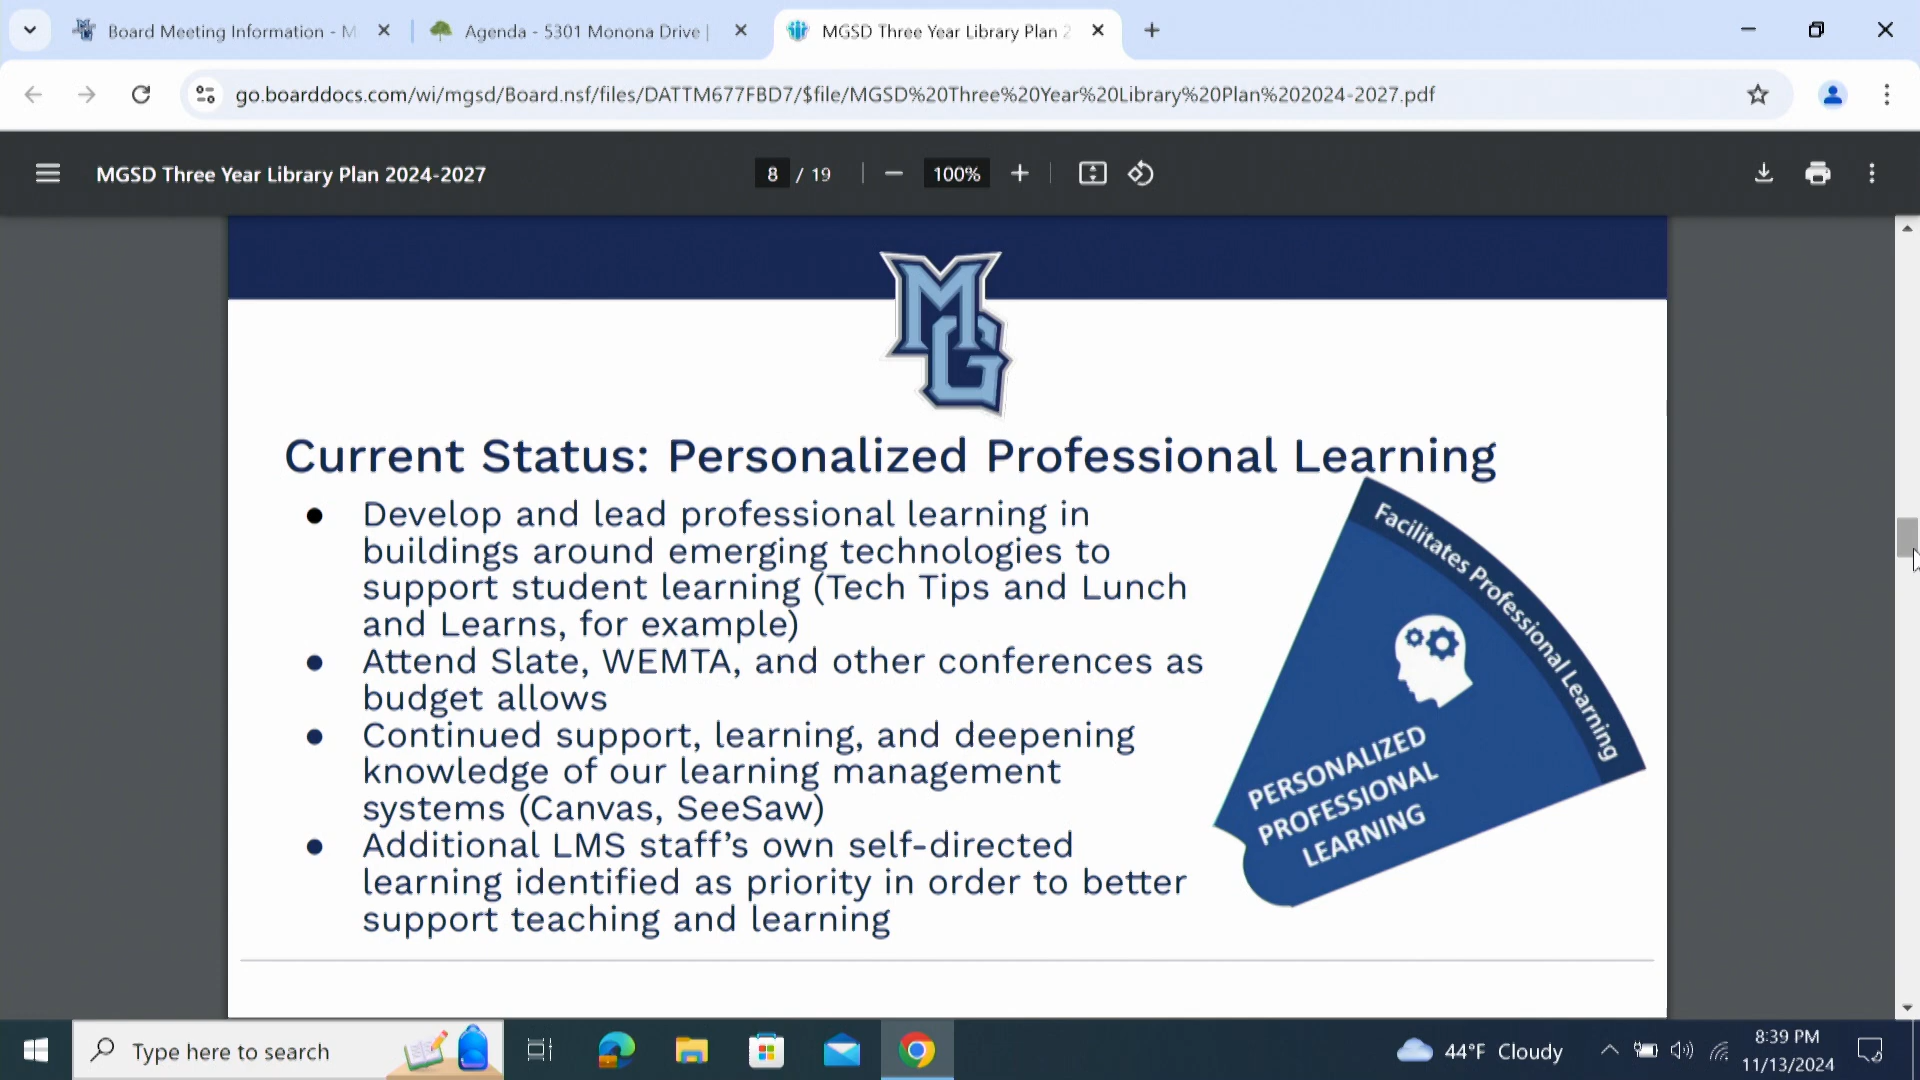 Board Meeting Information - M
Agenda - 5301 Monona Drive |
MGSD Three Year Library Plan 2
go.boarddocs.com/wi/mgsd/Board.nsf/files/DATTM677FBD7/$file/MGSD%20Three%20Year%20Library%20Plan%202024-2027.pdf
MGSD Three Year Library Plan 2024-2027
8 / 19
100%
MG
Current Status: Personalized Professional Learning
● Develop and lead professional learning in
buildings around emerging technologies to
support student learning (Tech Tips and Lunch
and Learns, for example)
● Attend Slate, WEMTA, and other conferences as
budget allows
● Continued support, learning, and deepening
knowledge of our learning management
systems (Canvas, SeeSaw)
● Additional LMS staff's own self-directed
learning identified as priority in order to better
support teaching and learning
Facilitates Professional Learning
PERSONALIZED
PROFESSIONAL
LEARNING
Type here to search
44°F Cloudy
8:39 PM
11/13/2024